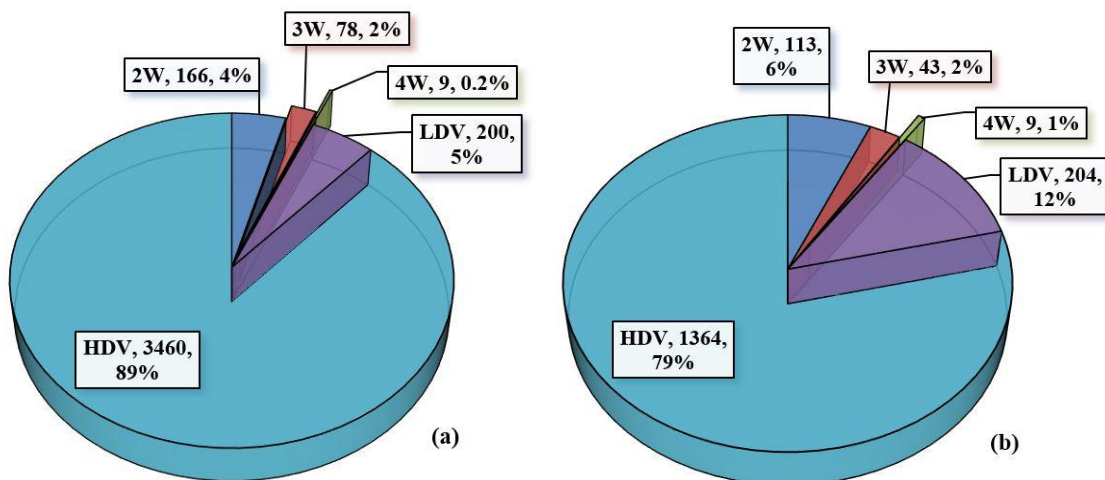 3W, 78, 2%
2W, 166, 4%
4W, 9, 0.2%
LDV, 200,
5%
HDV, 3460,
89%
(a)
2W, 113,
6%
3W, 43, 2%
4W, 9, 1%
LDV, 204,
12%
HDV, 1364,
79%
(b)